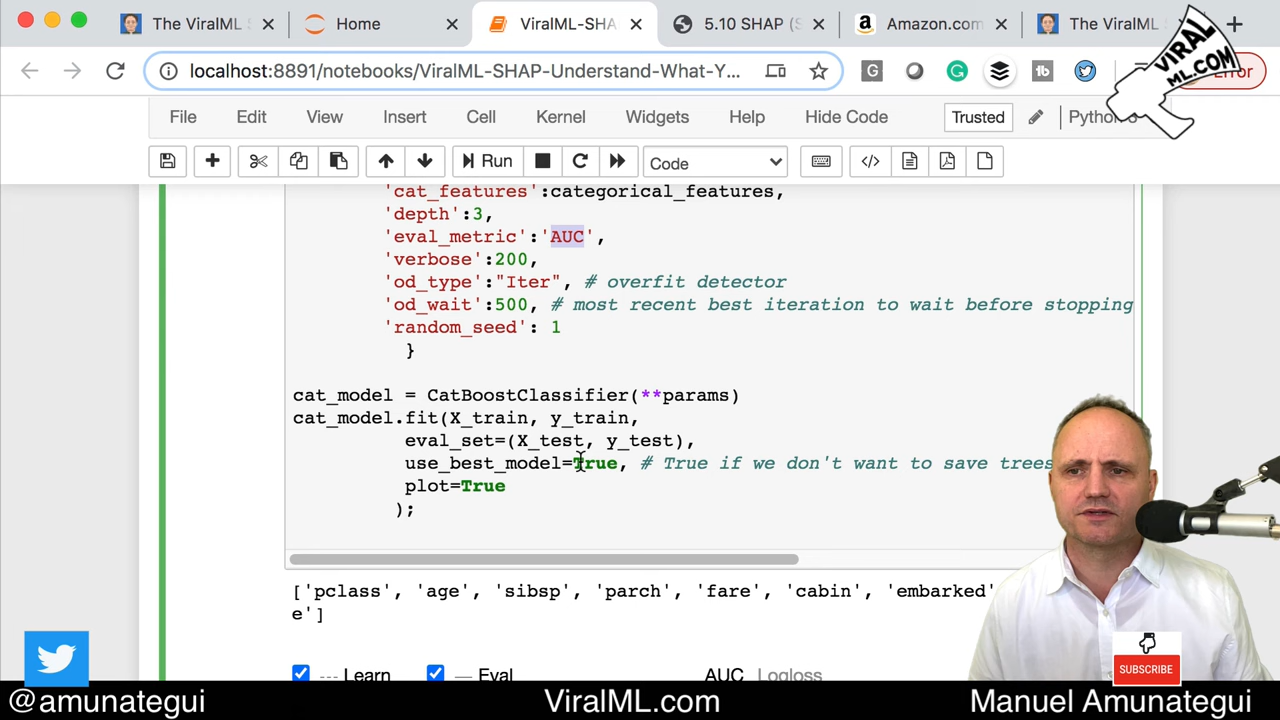 The ViralML S
Home
ViralML-SHA
5.10 SHAP (S
Amazon.com
The ViralML
VIRAL
ML.COM
localhost:8891/notebooks/ViralML-SHAP-Understand-What-Y...
G
tb
Error
File Edit View Insert Cell Kernel Widgets Help Hide Code Trusted
Run Code
'cat_features':categorical_features,
'depth':3,
'eval_metric':'AUC',
'verbose':200,
'od_type':"Iter", # overfit detector
'od_wait':500, # most recent best iteration to wait before stopping
'random_seed': 1
}
cat_model = CatBoostClassifier(**params)
cat_model.fit(X_train, y_train,
eval_set=(X_test, y_test),
use_best_model=True, # True if we don't want to save trees
plot=True
);
['pclass', 'age', 'sibsp', 'parch', 'fare', 'cabin', 'embarked'
e']
--- Learn — Eval AUC Logloss
SUBSCRIBE
@amunategui ViralML.com Manuel Amunategui